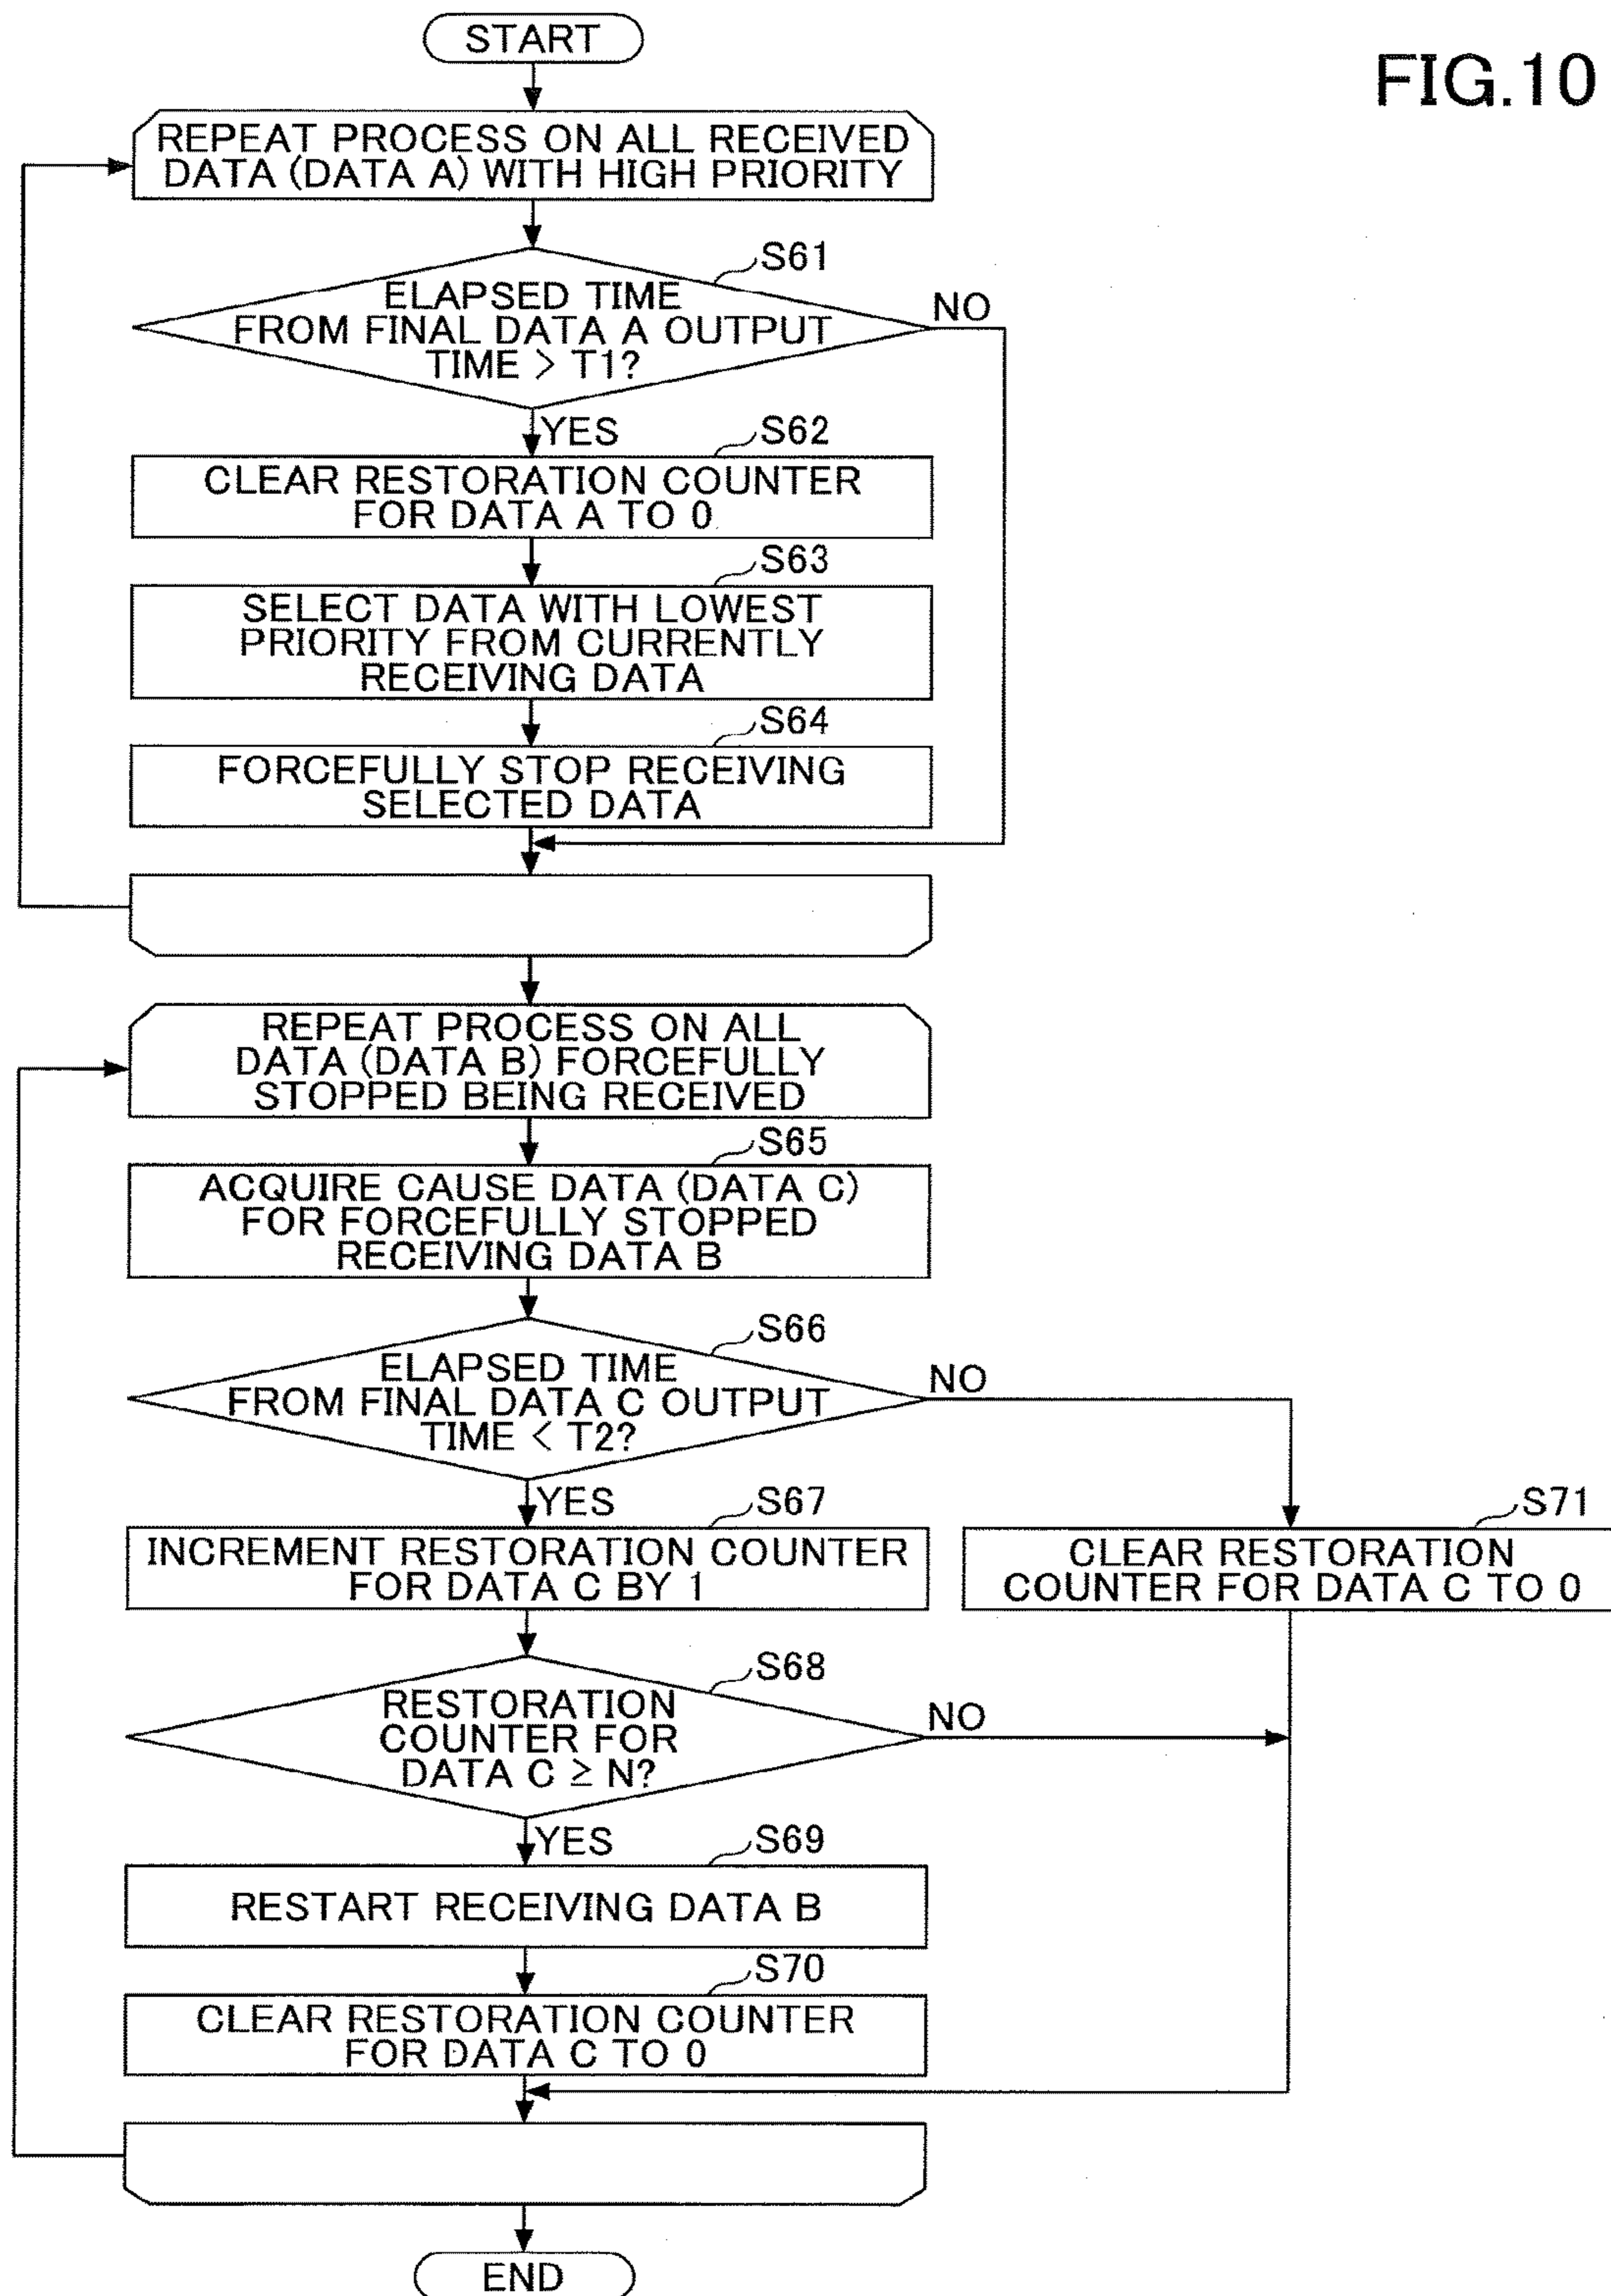 START
FIG.10
REPEAT PROCESS ON ALL RECEIVED
DATA (DATA A) WITH HIGH PRIORITY
S61
ELAPSED TIME
FROM FINAL DATA A OUTPUT
TIME > T1?
NO
YES
S62
CLEAR RESTORATION COUNTER
FOR DATA A TO 0
S63
SELECT DATA WITH LOWEST
PRIORITY FROM CURRENTLY
RECEIVING DATA
S64
FORCEFULLY STOP RECEIVING
SELECTED DATA
REPEAT PROCESS ON ALL
DATA (DATA B) FORCEFULLY
STOPPED BEING RECEIVED
S65
ACQUIRE CAUSE DATA (DATA C)
FOR FORCEFULLY STOPPED
RECEIVING DATA B
S66
ELAPSED TIME
FROM FINAL DATA C OUTPUT
TIME < T2?
NO
YES
S67
INCREMENT RESTORATION COUNTER
FOR DATA C BY 1
S71
CLEAR RESTORATION
COUNTER FOR DATA C TO 0
S68
RESTORATION
COUNTER FOR
DATA C ≥ N?
NO
YES
S69
RESTART RECEIVING DATA B
S70
CLEAR RESTORATION COUNTER
FOR DATA C TO 0
END